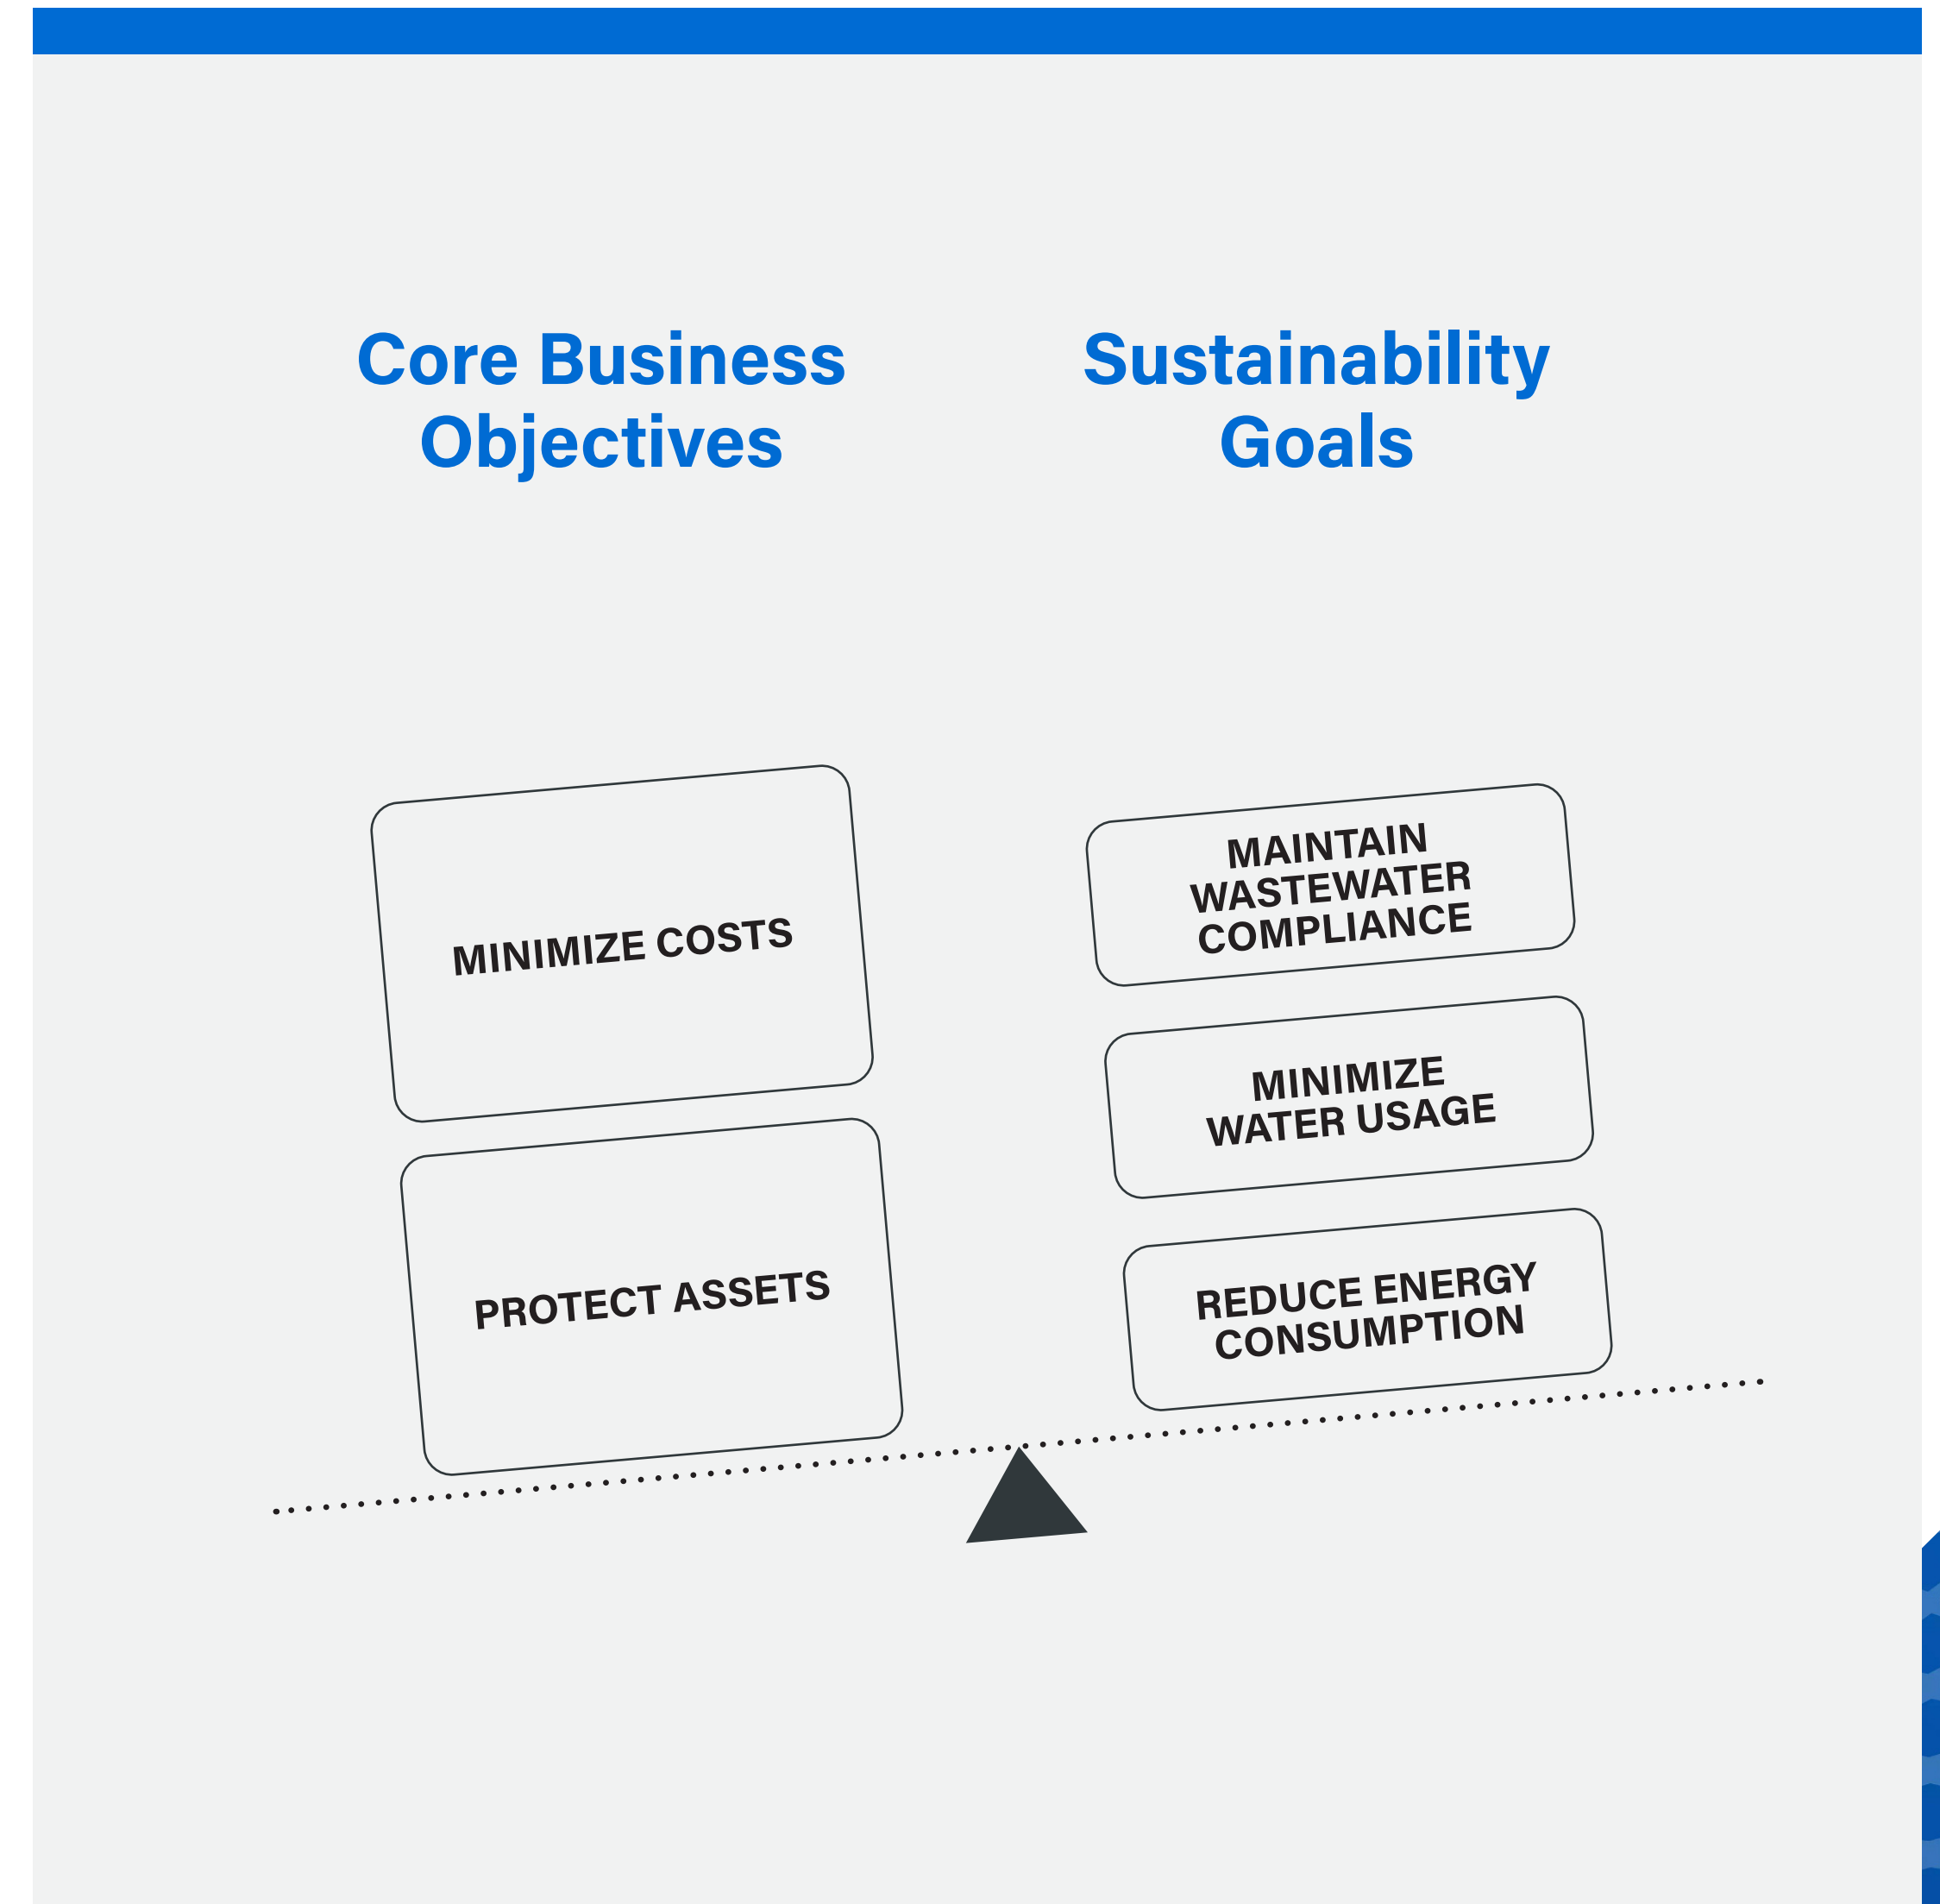 Core Business
Objectives
Sustainability
Goals
MINIMIZE COSTS
PROTECT ASSETS
MAINTAIN
WASTEWATER
COMPLIANCE
MINIMIZE
WATER USAGE
REDUCE ENERGY
CONSUMPTION